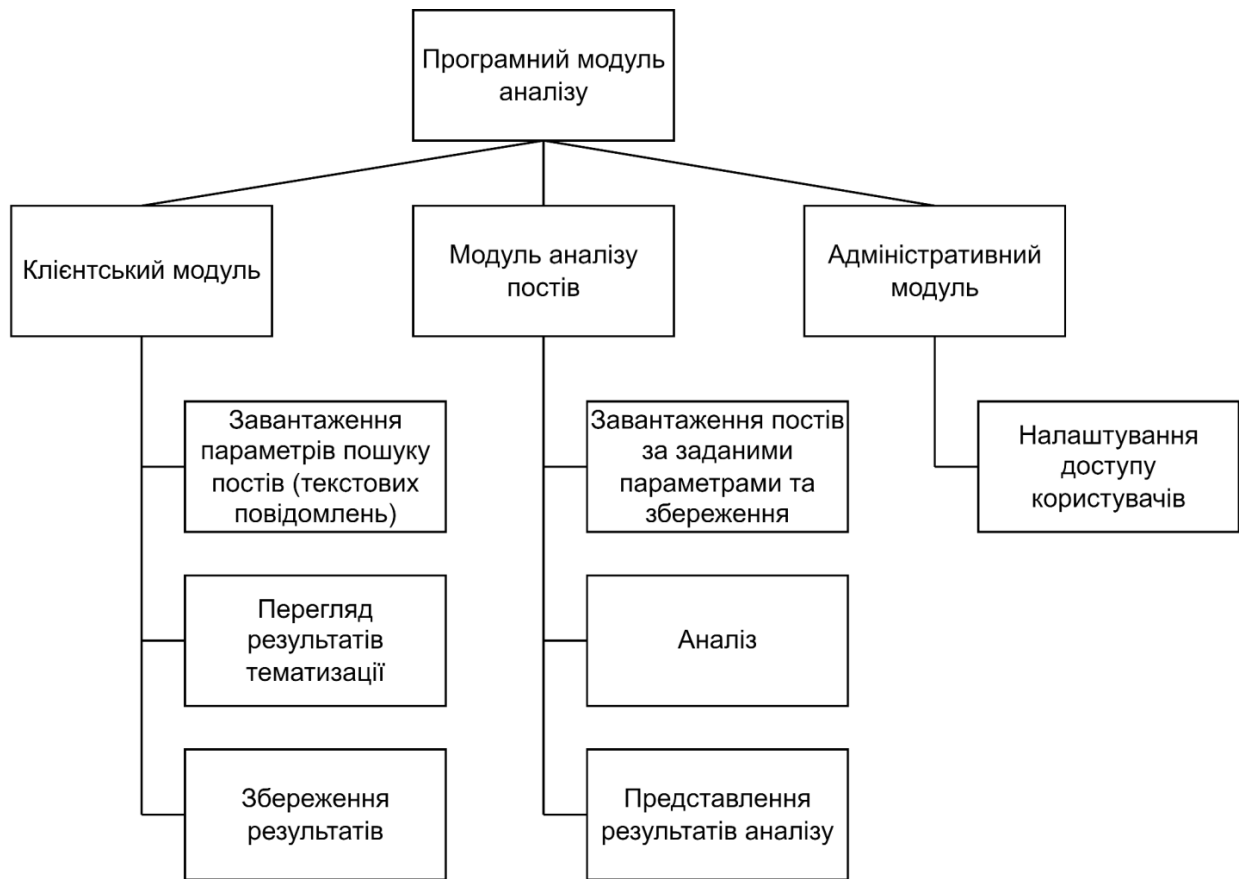 Програмний модуль
аналізу
Клієнтський модуль
Модуль аналізу
постів
Адміністративний
модуль
Завантаження
параметрів пошуку
постів (текстових
повідомлень)
Завантаження постів
за заданими
параметрами та
збереження
Налаштування
доступу
користувачів
Перегляд
результатів
тематизації
Аналіз
Збереження
результатів
Представлення
результатів аналізу